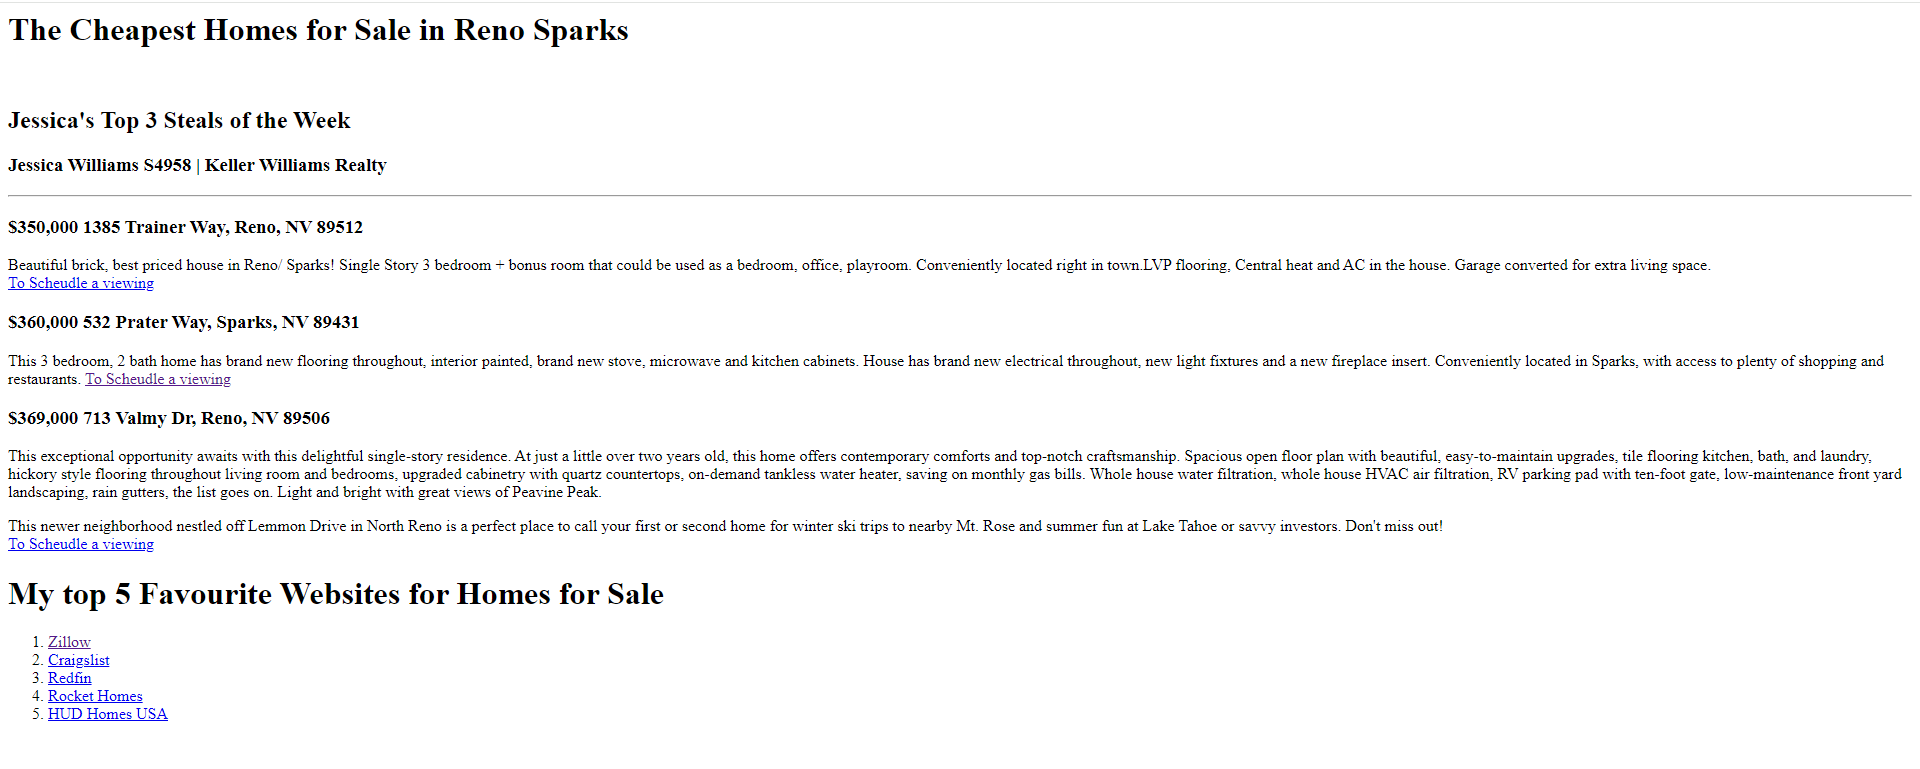 The Cheapest Homes for Sale in Reno Sparks
Jessica's Top 3 Steals of the Week
Jessica Williams S4958 | Keller Williams Realty
$350,000 1385 Trainer Way, Reno, NV 89512
Beautiful brick, best priced house in Reno/ Sparks! Single Story 3 bedroom + bonus room that could be used as a bedroom, office, playroom. Conveniently located right in town.LVP flooring, Central heat and AC in the house. Garage converted for extra living space.
To Scheudle a viewing
$360,000 532 Prater Way, Sparks, NV 89431
This 3 bedroom, 2 bath home has brand new flooring throughout, interior painted, brand new stove, microwave and kitchen cabinets. House has brand new electrical throughout, new light fixtures and a new fireplace insert. Conveniently located in Sparks, with access to plenty of shopping and
restaurants. To Scheudle a viewing
$369,000 713 Valmy Dr, Reno, NV 89506
This exceptional opportunity awaits with this delightful single-story residence. At just a little over two years old, this home offers contemporary comforts and top-notch craftsmanship. Spacious open floor plan with beautiful, easy-to-maintain upgrades, tile flooring kitchen, bath, and laundry,
hickory style flooring throughout living room and bedrooms, upgraded cabinetry with quartz countertops, on-demand tankless water heater, saving on monthly gas bills. Whole house water filtration, whole house HVAC air filtration, RV parking pad with ten-foot gate, low-maintenance front yard
landscaping, rain gutters, the list goes on. Light and bright with great views of Peavine Peak.
This newer neighborhood nestled off Lemmon Drive in North Reno is a perfect place to call your first or second home for winter ski trips to nearby Mt. Rose and summer fun at Lake Tahoe or savvy investors. Don't miss out!
To Scheudle a viewing
My top 5 Favourite Websites for Homes for Sale
1. Zillow
2. Craigslist
3. Redfin
4. Rocket Homes
5. HUD Homes USA